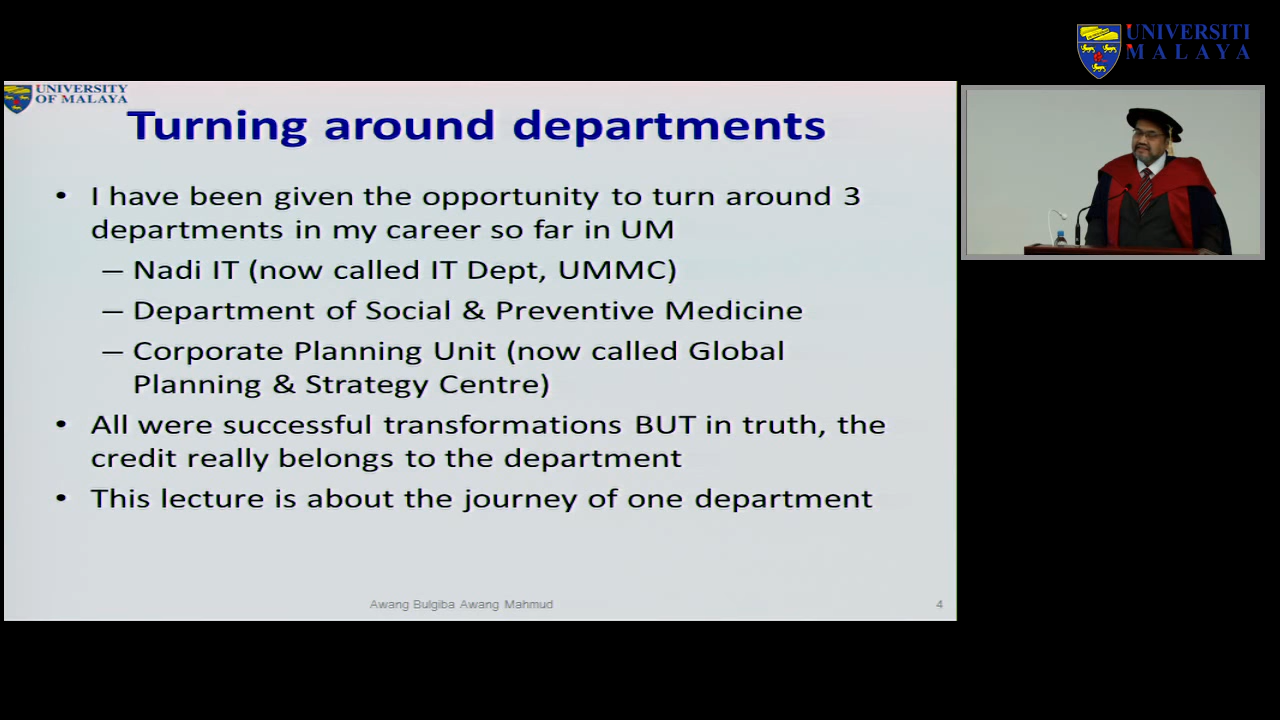 UNIVERSITI
MALAYA
UNIVERSITY
OF MALAYA
Turning around departments
• I have been given the opportunity to turn around 3
departments in my career so far in UM
– Nadi IT (now called IT Dept, UMMC)
– Department of Social & Preventive Medicine
– Corporate Planning Unit (now called Global
Planning & Strategy Centre)
• All were successful transformations BUT in truth, the
credit really belongs to the department
• This lecture is about the journey of one department
Awang Bulgiba Awang Mahmud
4